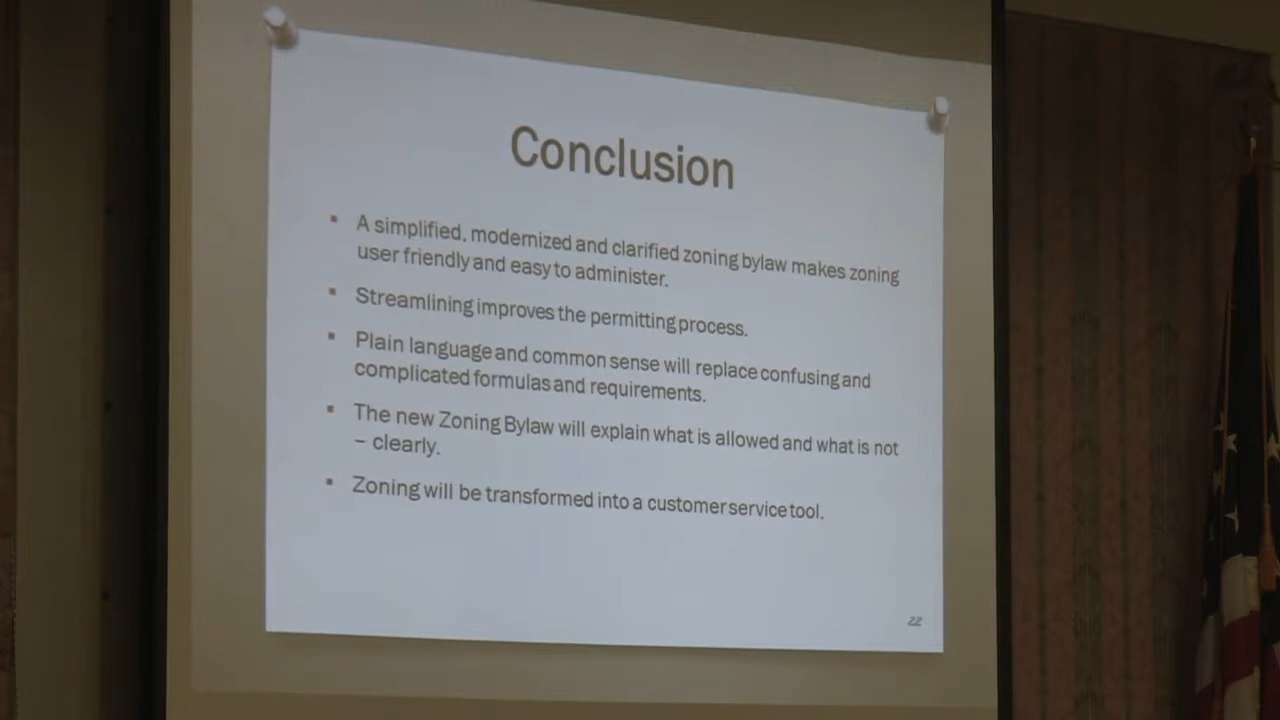 Conclusion
▪ A simplified, modernized and clarified zoning bylaw makes zoning
user friendly and easy to administer.
▪ Streamlining improves the permitting process.
▪ Plain language and common sense will replace confusing and
complicated formulas and requirements.
▪ The new Zoning Bylaw will explain what is allowed and what is not
– clearly.
▪ Zoning will be transformed into a customer service tool.
22